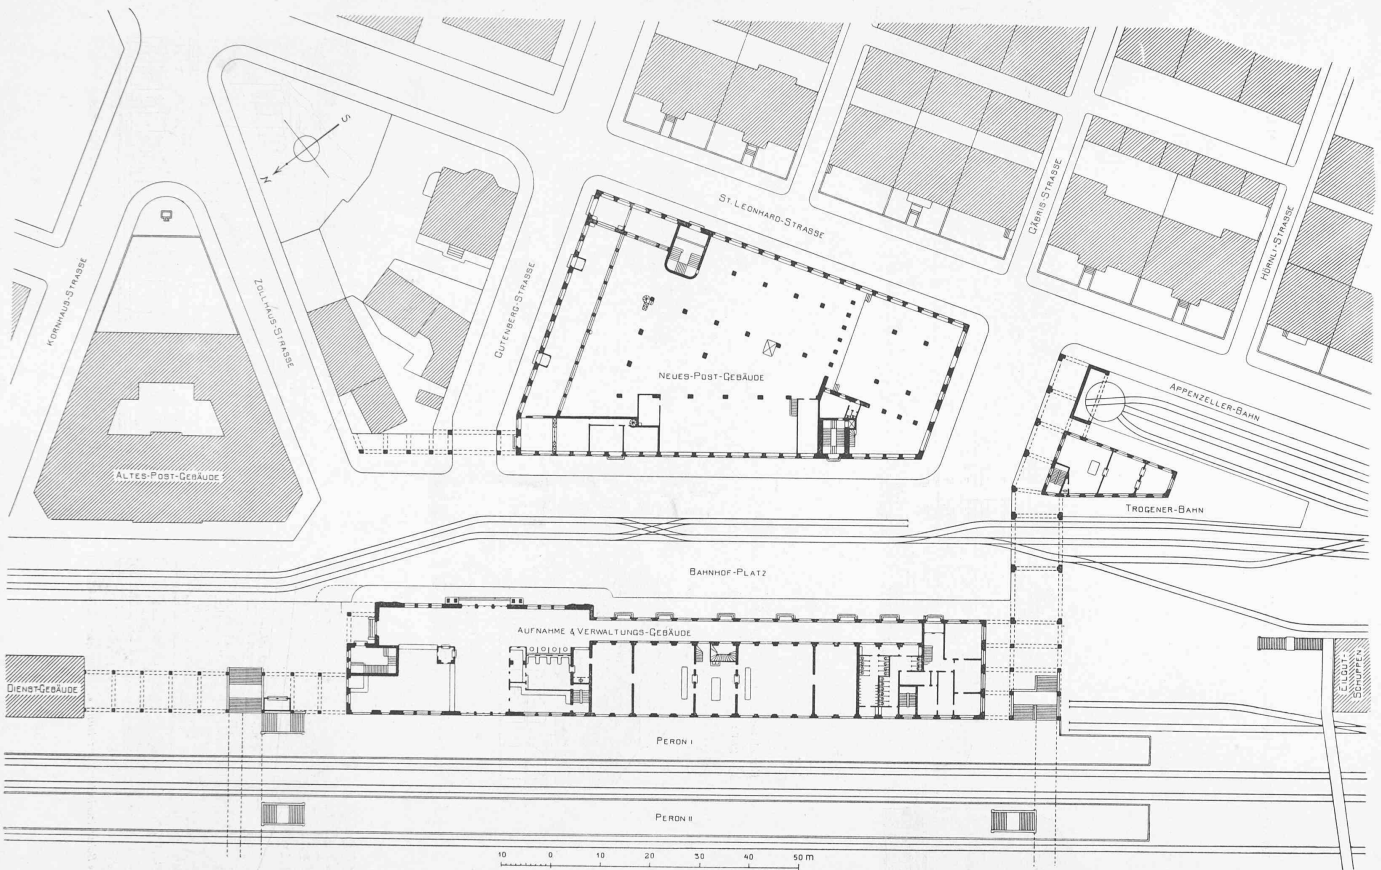 S
N
ST. LEONHARD-STRASSE
GÄBRIS-STRASSE
HÖRNLI-STRASSE
KORNHAUS-STRASSE
ZOLLHAUS-STRASSE
GUTENBERG-STRASSE
NEUES-POST-GEBÄUDE
APPENZELLER-BAHN
ALTES-POST-GEBÄUDE
TROGENER-BAHN
BAHNHOF-PLATZ
AUFNAHME & VERWALTUNGS-GEBÄUDE
DIENST-GEBÄUDE
EILGUT-
SCHUPPEN
PERON I
PERON II
10 0 10 20 30 40 50 m